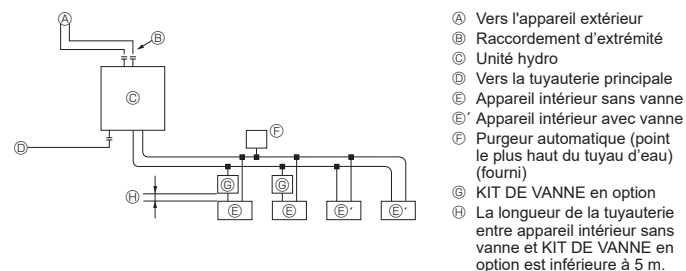 Ⓐ
Ⓑ
Ⓒ
Ⓓ
Ⓕ
Ⓖ
Ⓖ
Ⓗ
Ⓔ
Ⓔ
Ⓔ´
Ⓔ´
Ⓐ Vers l'appareil extérieur
Ⓑ Raccordement d'extrémité
Ⓒ Unité hydro
Ⓓ Vers la tuyauterie principale
Ⓔ Appareil intérieur sans vanne
Ⓔ´ Appareil intérieur avec vanne
Ⓕ Purgeur automatique (point
le plus haut du tuyau d'eau)
(fourni)
Ⓖ KIT DE VANNE en option
Ⓗ La longueur de la tuyauterie
entre appareil intérieur sans
vanne et KIT DE VANNE en
option est inférieure à 5 m.